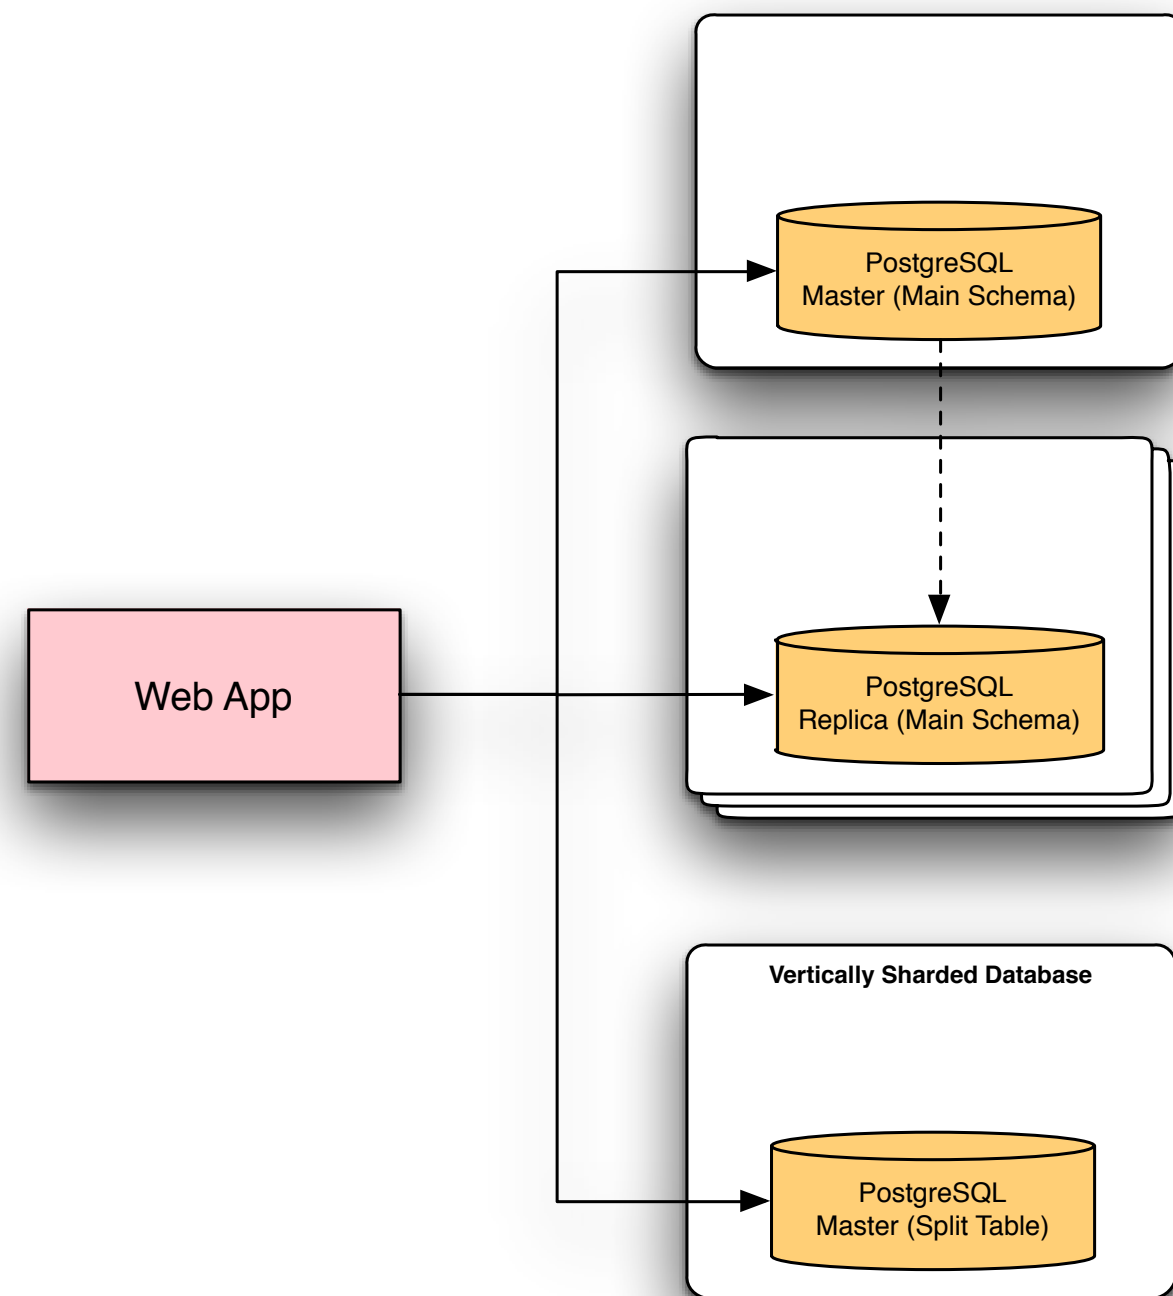 PostgreSQL
Master (Main Schema)
Web App
PostgreSQL
Replica (Main Schema)
Vertically Sharded Database
PostgreSQL
Master (Split Table)